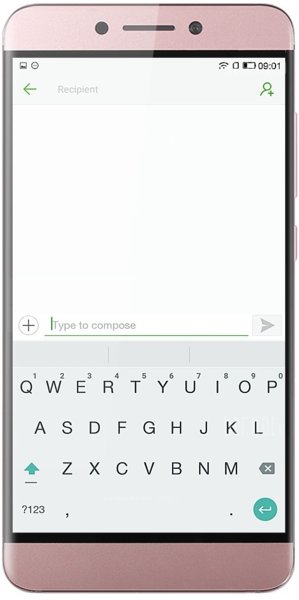 09:01
Recipient
Type to compose
1 2 3 4 5 6 7 8 9 0
Q W E R T Y U I O P
A S D F G H J K L
Z X C V B N M
?123 , .